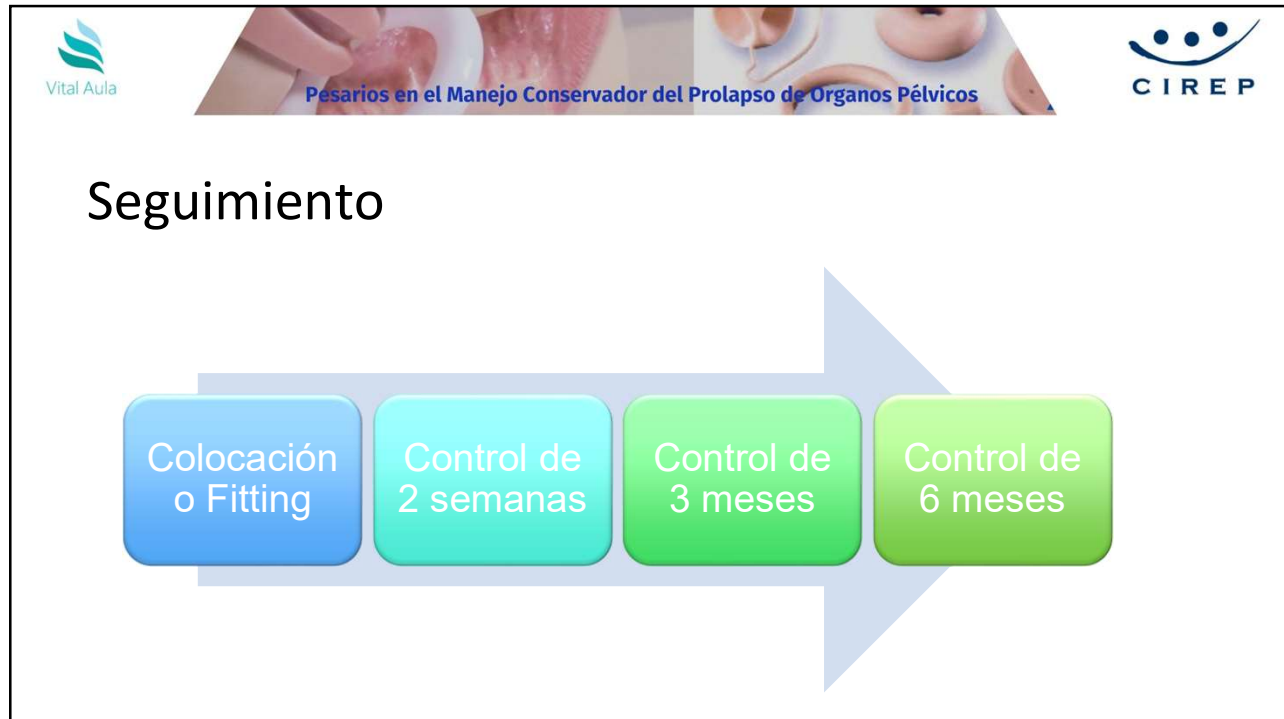 Vital Aula
Pesarios en el Manejo Conservador del Prolapso de Organos Pélvicos
CIREP
Seguimiento
Colocación
o Fitting
Control de
2 semanas
Control de
3 meses
Control de
6 meses